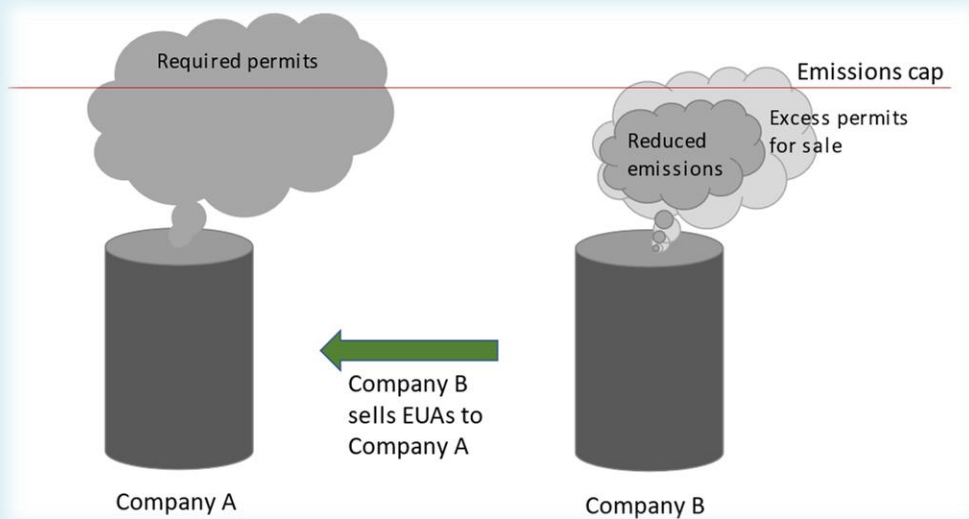 Required permits
Emissions cap
Excess permits
for sale
Reduced
emissions
Company B
sells EUAs to
Company A
Company A
Company B